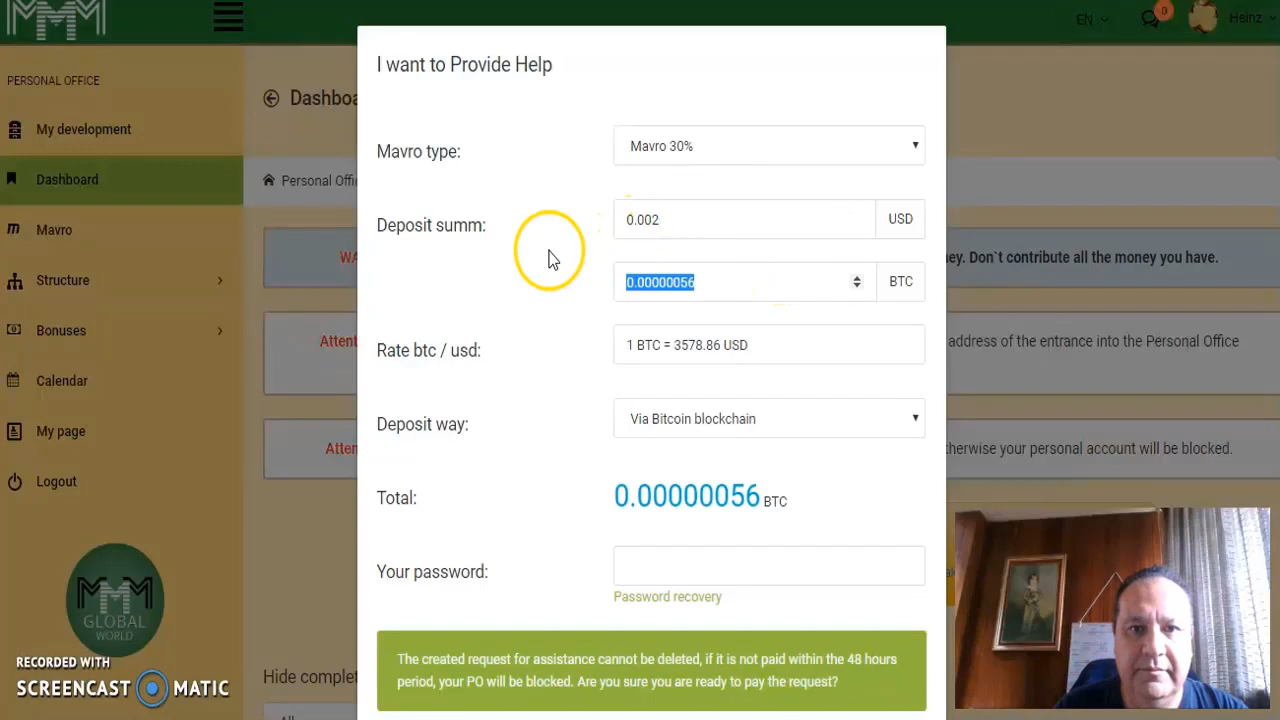 MMM
EN
0
Heinz
PERSONAL OFFICE
My development
Dashboard
Mavro
Structure
Bonuses
Calendar
My page
Logout
MMM
GLOBAL
WORLD
RECORDED WITH
SCREENCAST MATIC
Personal
Hide
I want to Provide Help
Mavro type:
Mavro 30%
Deposit summ:
0.002
USD
0.00000056
BTC
Rate btc / usd:
1 BTC = 3578.86 USD
Deposit way:
Via Bitcoin blockchain
Total:
0.00000056 BTC
Your password:
Password recovery
The created request for assistance cannot be deleted, if it is not paid within the 48 hours
period, your PO will be blocked. Are you sure you are ready to pay the request?
Don't contribute all the money you have.
address of the entrance into the Personal Office
otherwise your personal account will be blocked.